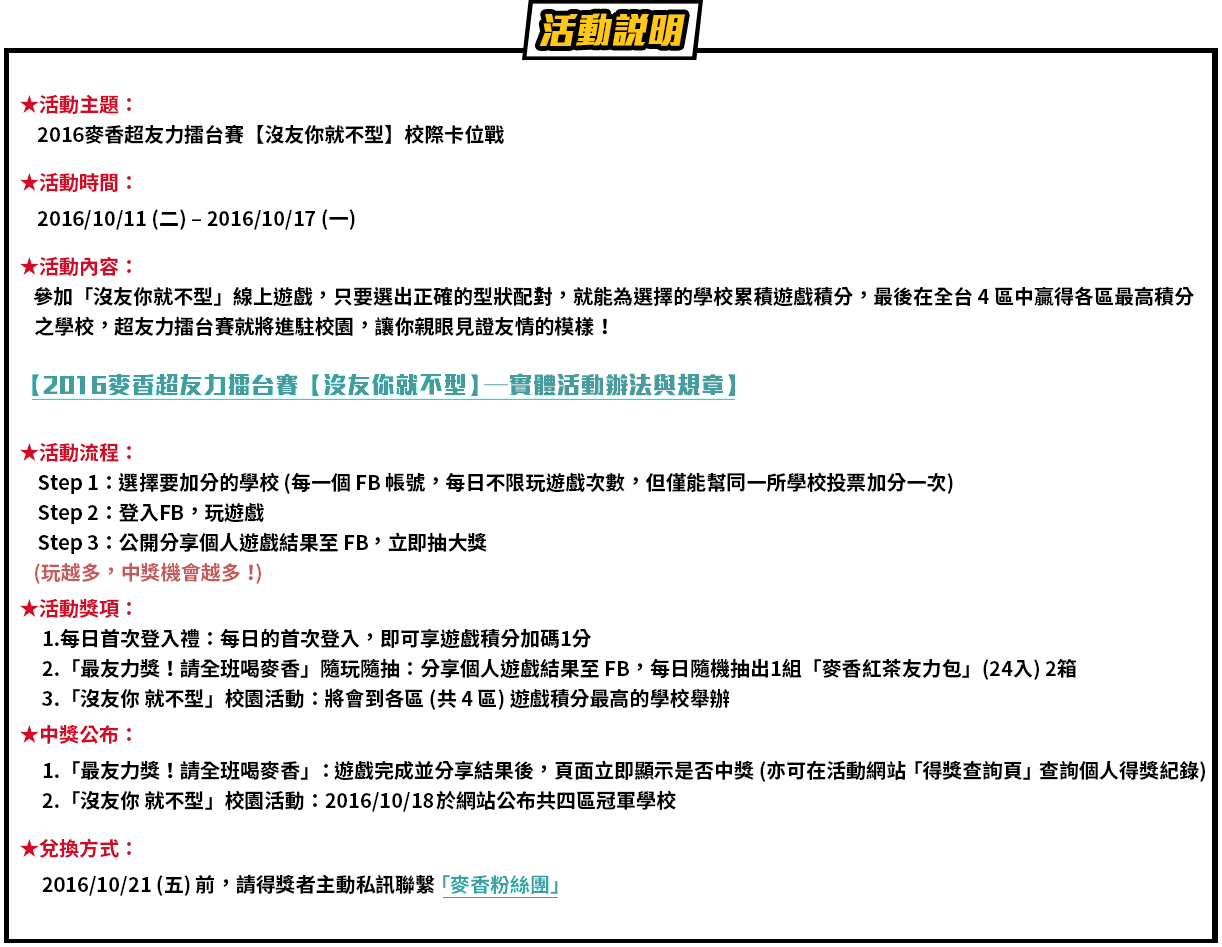 活動說明
★活動主題：
2016麥香超友力擂台賽【沒友你就不型】校際卡位戰
★活動時間：
2016/10/11 (二) – 2016/10/17 (一)
★活動內容：
參加「沒友你就不型」線上遊戲，只要選出正確的型狀配對，就能為選擇的學校累積遊戲積分，最後在全台 4 區中贏得各區最高積分
之學校，超友力擂台賽就將進駐校園，讓你親眼見證友情的模樣！
【2016麥香超友力擂台賽【沒友你就不型】─實體活動辦法與規章】
★活動流程：
Step 1：選擇要加分的學校 (每一個 FB 帳號，每日不限玩遊戲次數，但僅能幫同一所學校投票加分一次)
Step 2：登入FB，玩遊戲
Step 3：公開分享個人遊戲結果至 FB，立即抽大獎
(玩越多，中獎機會越多！)
★活動獎項：
1.每日首次登入禮：每日的首次登入，即可享遊戲積分加碼1分
2.「最友力獎！請全班喝麥香」隨玩隨抽：分享個人遊戲結果至 FB，每日隨機抽出1組「麥香紅茶友力包」(24入) 2箱
3.「沒友你 就不型」校園活動：將會到各區 (共 4 區) 遊戲積分最高的學校舉辦
★中獎公布：
1.「最友力獎！請全班喝麥香」：遊戲完成並分享結果後，頁面立即顯示是否中獎 (亦可在活動網站「得獎查詢頁」查詢個人得獎紀錄)
2.「沒友你 就不型」校園活動：2016/10/18於網站公布共四區冠軍學校
★兌換方式：
2016/10/21 (五) 前，請得獎者主動私訊聯繫「麥香粉絲團」